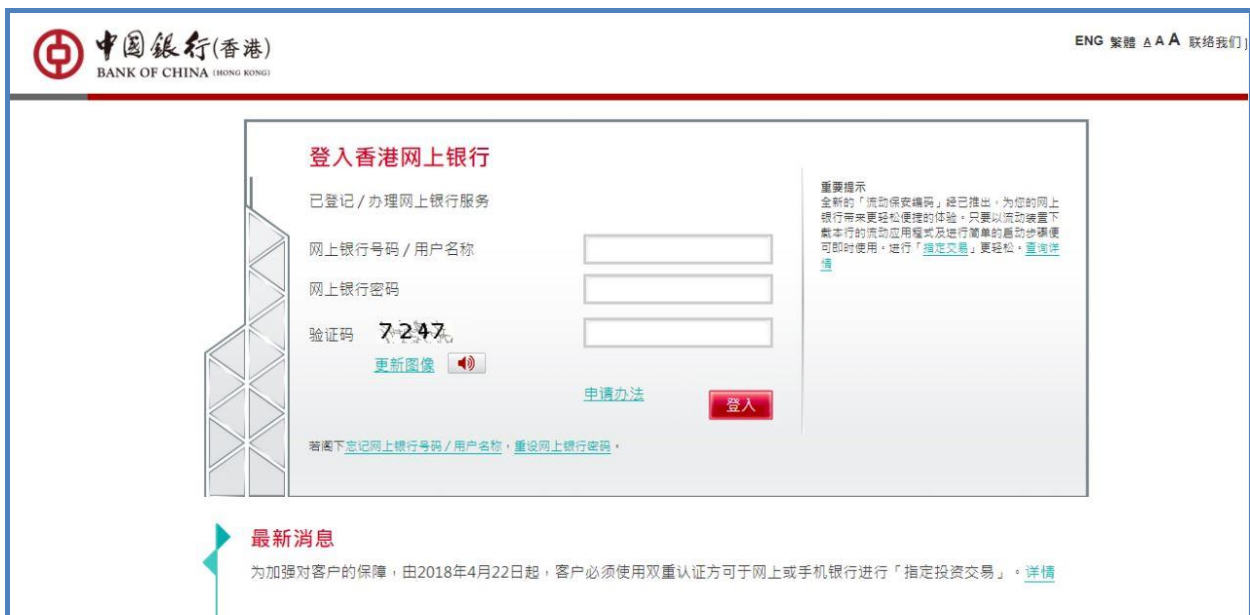 中国銀行(香港)
BANK OF CHINA (HONG KONG)
ENG 繁體 A A A 联络我们
登入香港网上银行
已登记 / 办理网上银行服务
网上银行号码 / 用户名称
网上银行密码
验证码 7247
更新图像
申请办法
登入
若阁下忘记网上银行号码 / 用户名称，重设网上银行密码。
重要提示
全新的「流动保安编码」经已推出，为您的网上
银行带来更轻松便捷的体验。只要以流动装置下
载本行的流动应用程式及进行简单的启动步骤便
可即时使用。进行「指定交易」更轻松。查询详
情
最新消息
为加强对客户的保障，由2018年4月22日起，客户必须使用双重认证方可于网上或手机银行进行「指定投资交易」。详情